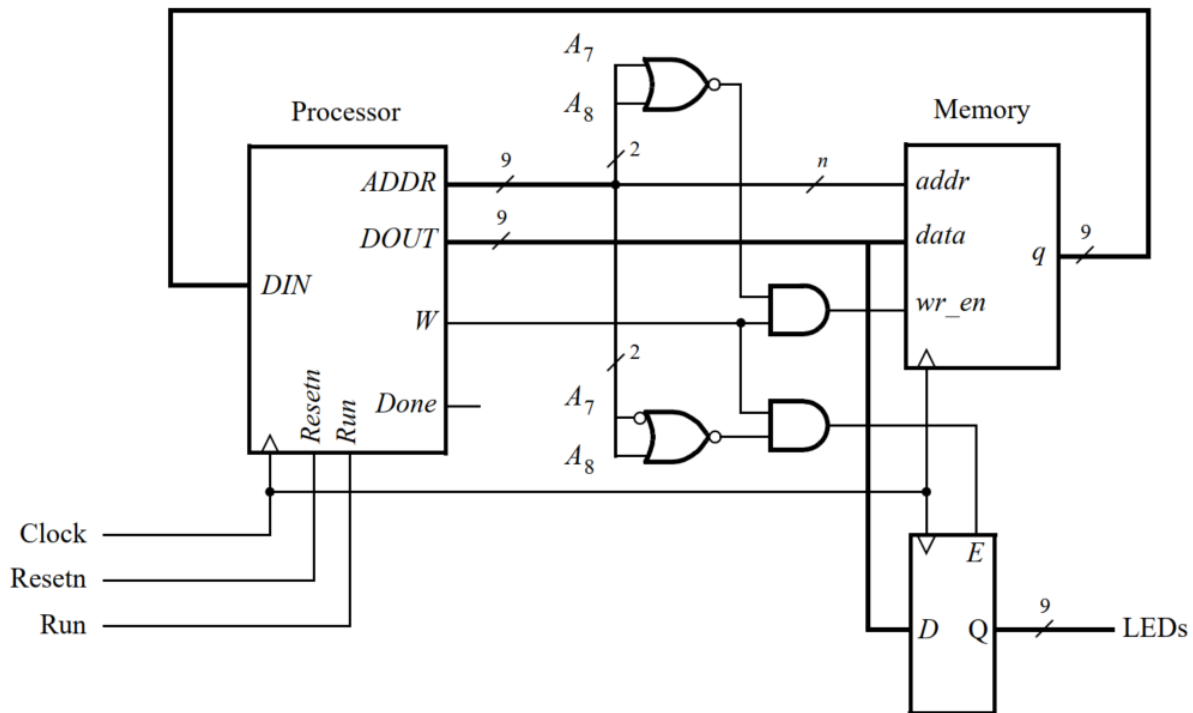 A7
A8
Processor
Memory
2
ADDR
9
n
addr
DOUT
9
data
9
DIN
q
W
wr_en
2
Resetn
Run
Done
A7
A8
Clock
E
Resetn
9
Run
D
Q
LEDs